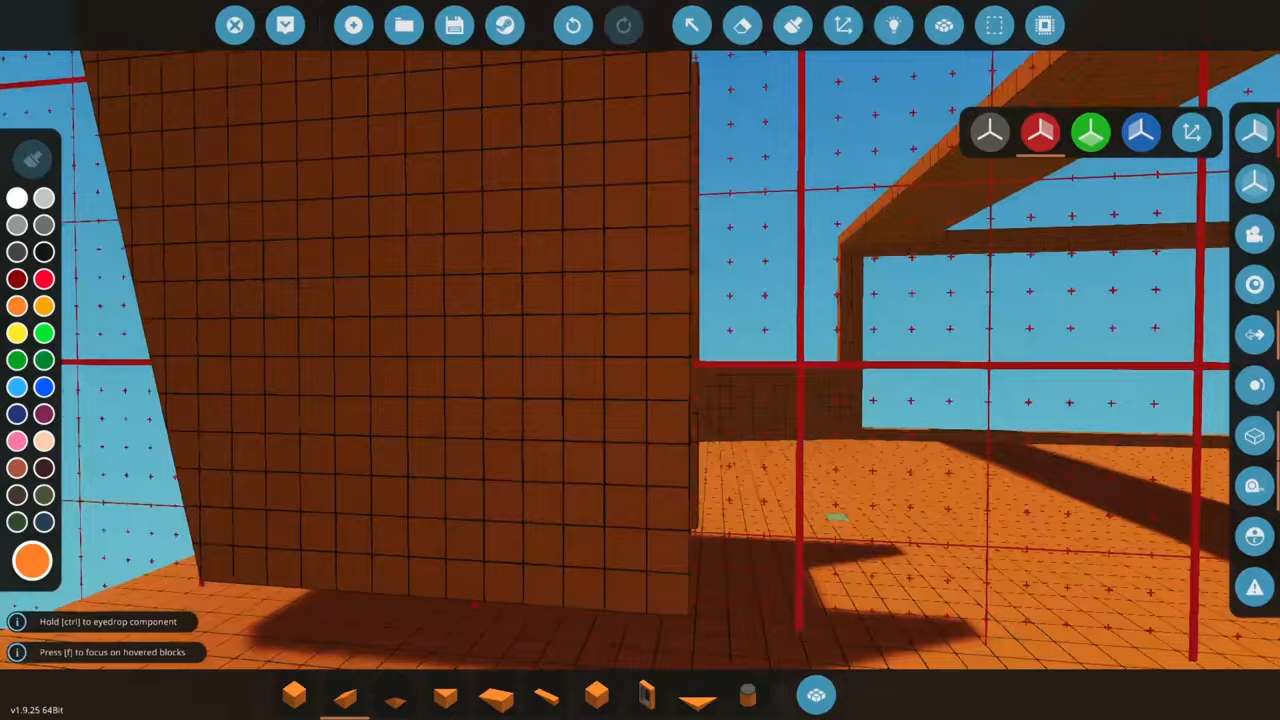 Hold [ctrl] to eyedrop component
Press [f] to focus on hovered blocks
v1.9.25 64Bit